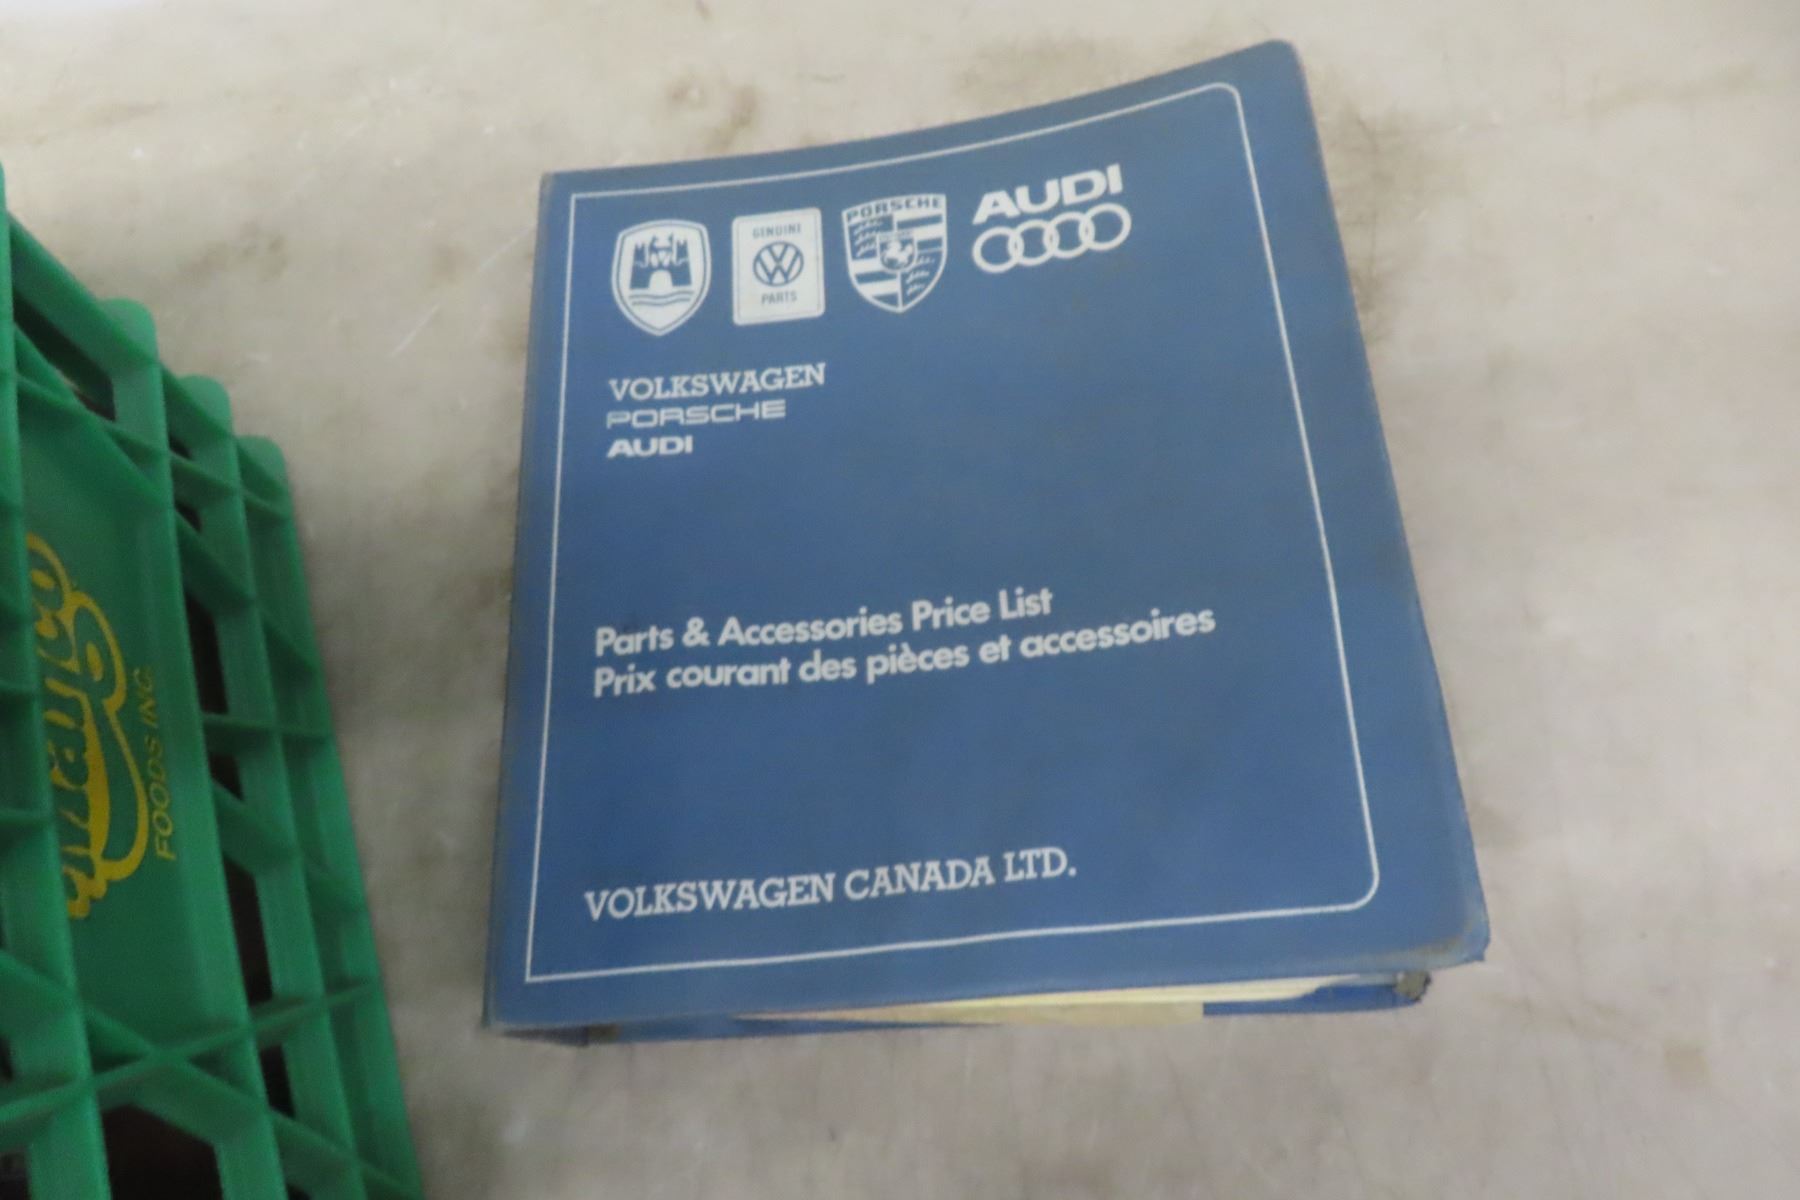 GENUINE
PARTS
PORSCHE
AUDI
VOLKSWAGEN
PORSCHE
AUDI
Parts & Accessories Price List
Prix courant des pièces et accessoires
VOLKSWAGEN CANADA LTD.
FOODS INC.